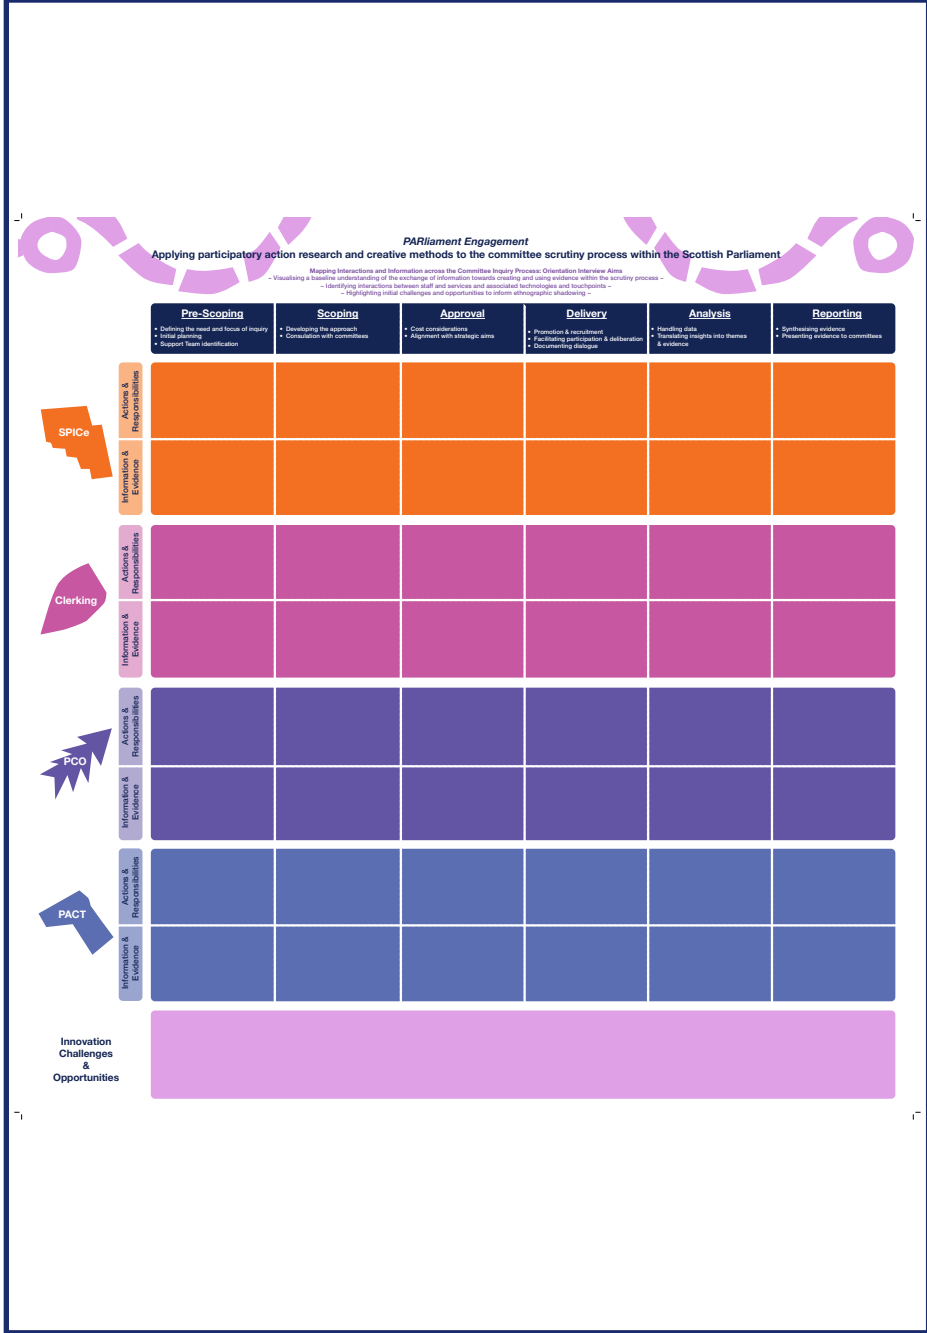 PARliament Engagement
Applying participatory action research and creative methods to the committee scrutiny process within the Scottish Parliament
Mapping Interactions and Information across the Committee Inquiry Process: Orientation Interview Aims
– Visualising a baseline understanding of the exchange of information towards creating and using evidence within the scrutiny process –
– Identifying interactions between staff and services and associated technologies and touchpoints –
– Highlighting initial challenges and opportunities to inform ethnographic shadowing –
Pre-Scoping
• Defining the need and focus of inquiry
• Initial planning
• Support Team identification
Scoping
• Developing the approach
• Consulation with committees
Approval
• Cost considerations
• Alignment with strategic aims
Delivery
• Promotion & recruitment
• Facilitating participation & deliberation
• Documenting dialogue
Analysis
• Handling data
• Translating insights into themes
& evidence
Reporting
• Synthesising evidence
• Presenting evidence to committees
SPICe
Actions &
Responsibilities
Information &
Evidence
Clerking
Actions &
Responsibilities
Information &
Evidence
PCO
Actions &
Responsibilities
Information &
Evidence
PACT
Actions &
Responsibilities
Information &
Evidence
Innovation
Challenges
&
Opportunities